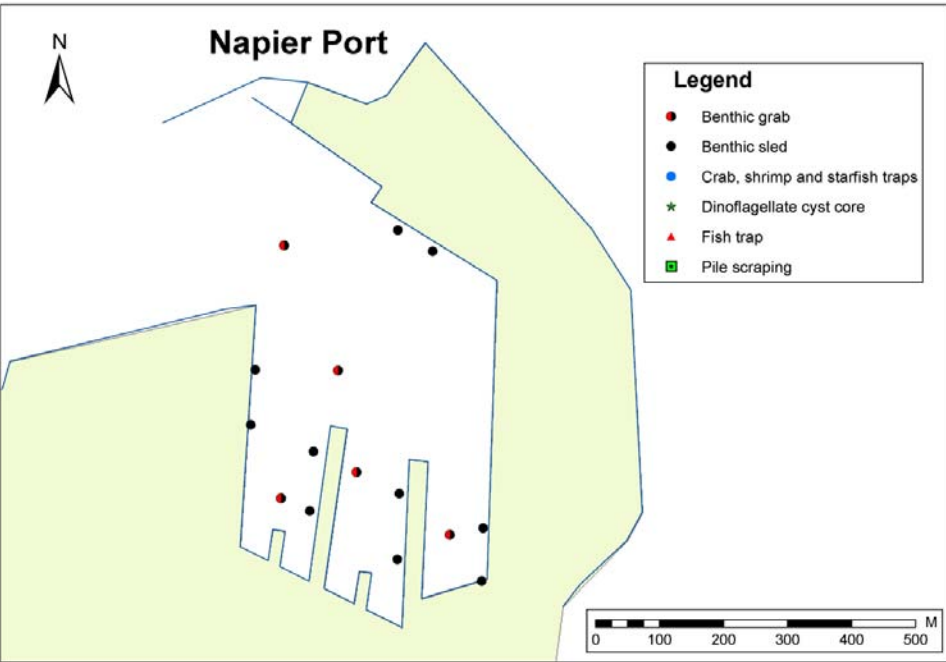 N
Napier Port
Legend
Benthic grab
Benthic sled
Crab, shrimp and starfish traps
Dinoflagellate cyst core
Fish trap
Pile scraping
M
0 100 200 300 400 500